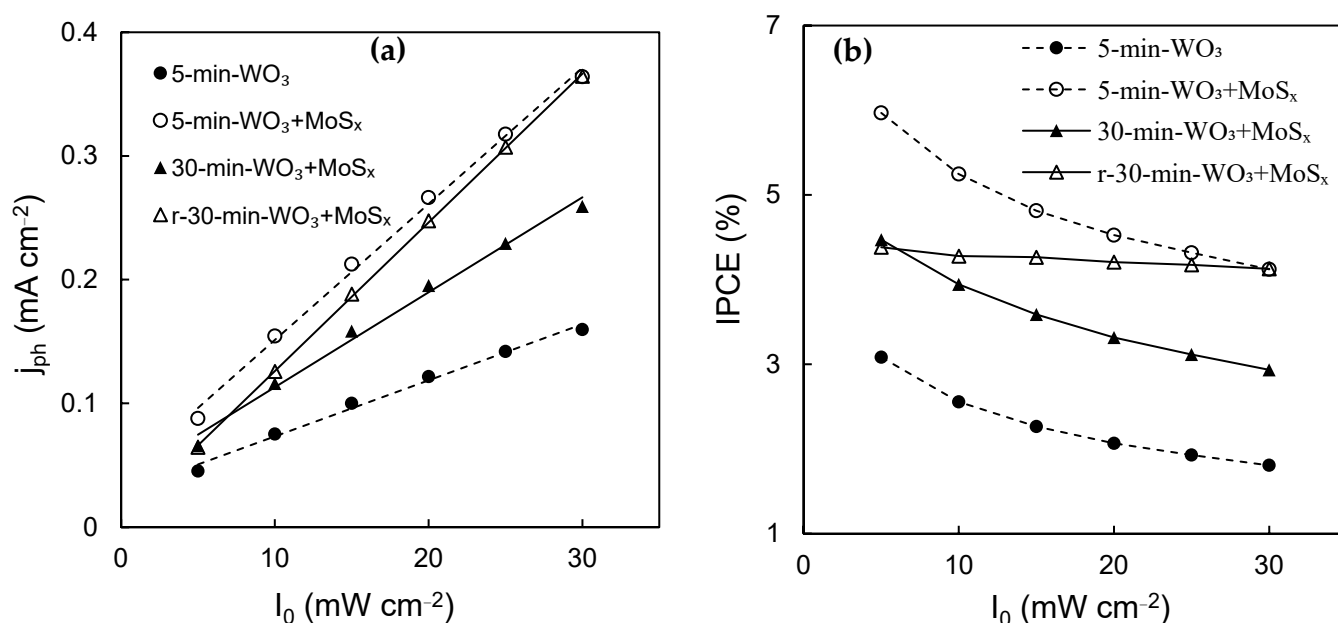 (a)
5-min-WO₃
5-min-WO₃+MoSₓ
30-min-WO₃+MoSₓ
r-30-min-WO₃+MoSₓ
0.4
0.3
0.2
0.1
0
0 10 20 30
j_ph (mA cm⁻²)
I₀ (mW cm⁻²)
(b)
5-min-WO₃
5-min-WO₃+MoSₓ
30-min-WO₃+MoSₓ
r-30-min-WO₃+MoSₓ
7
5
3
1
0 10 20 30
IPCE (%)
I₀ (mW cm⁻²)